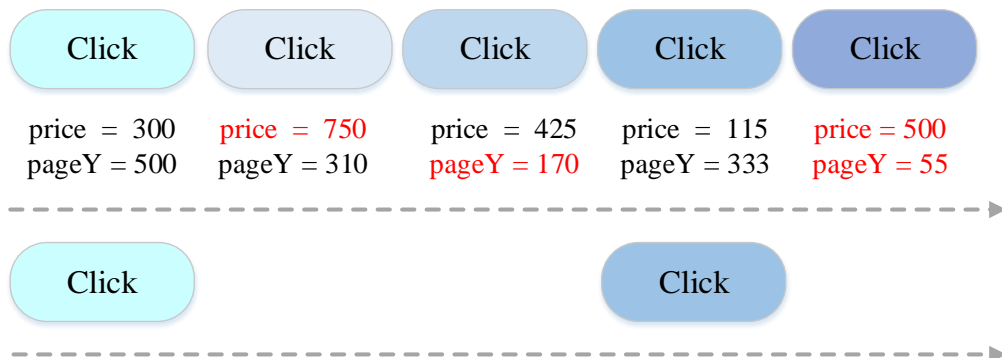 Click Click Click Click Click
price = 300 price = 750 price = 425 price = 115 price = 500
pageY = 500 pageY = 310 pageY = 170 pageY = 333 pageY = 55
Click Click